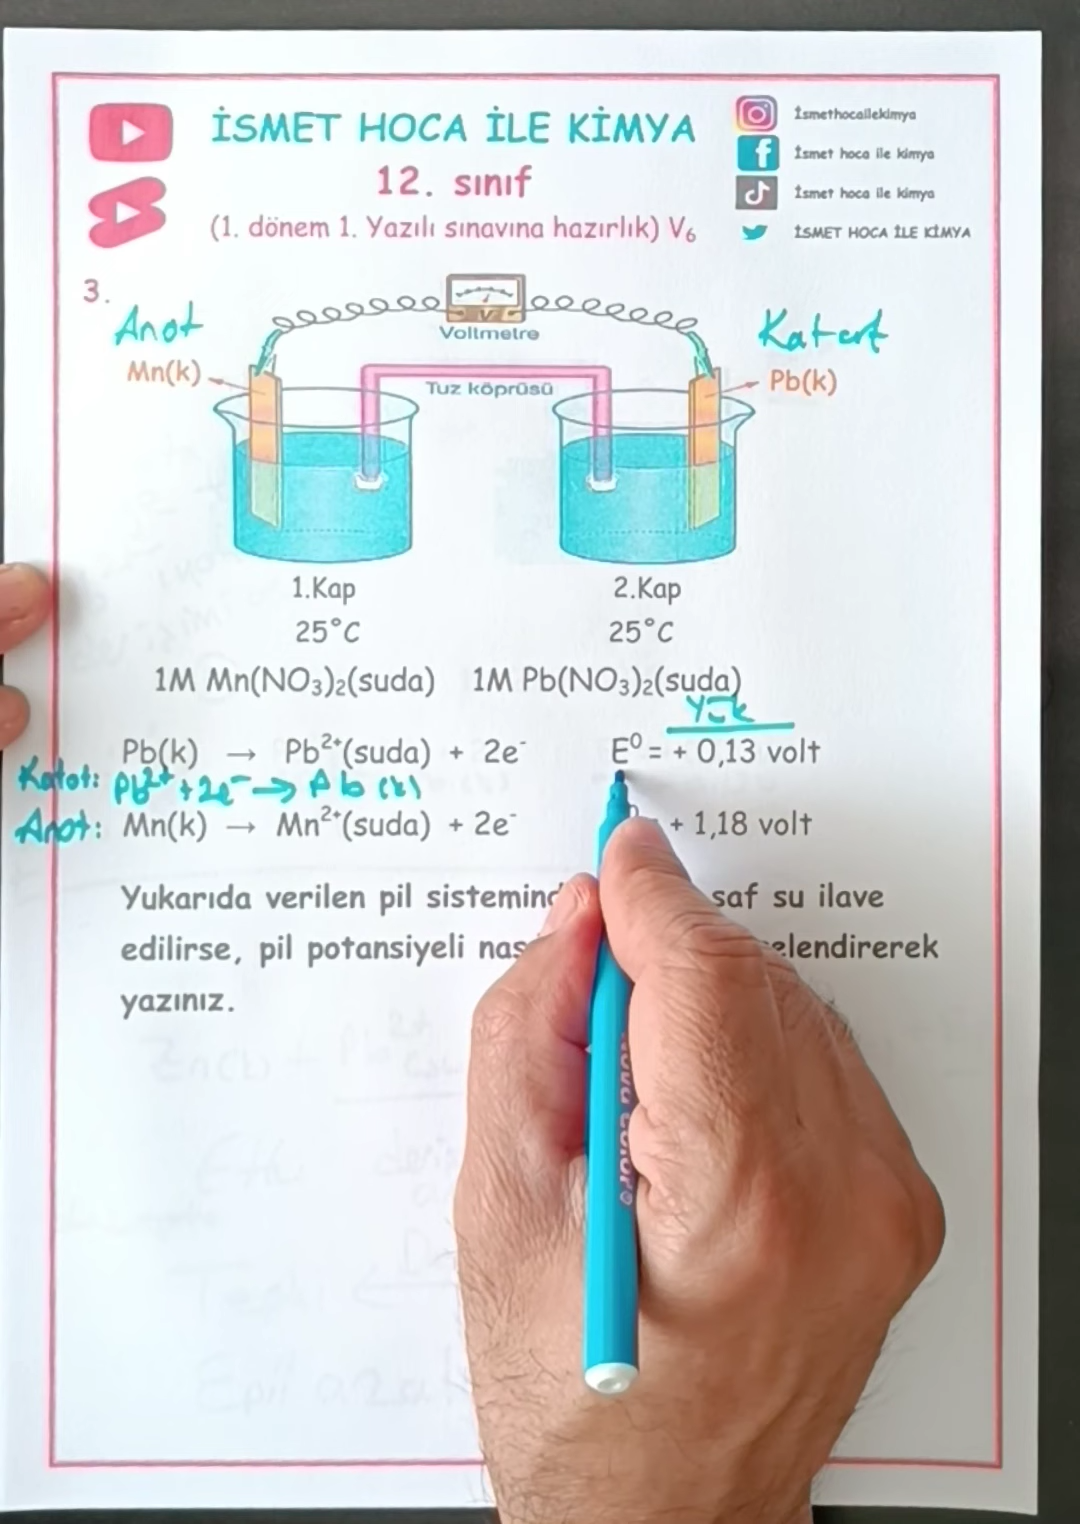 İSMET HOCA İLE KİMYA
12. sınıf
(1. dönem 1. Yazılı sınavına hazırlık) V₆
İsmethocailekimya
İsmet hoca ile kimya
İsmet hoca ile kimya
İSMET HOCA İLE KİMYA
3.
Anot
Katot
V
Voltmetre
Mn(k)
Tuz köprüsü
Pb(k)
1.Kap
2.Kap
25°C
25°C
1M Mn(NO₃)₂(suda)
1M Pb(NO₃)₂(suda)
Yük
Pb(k) → Pb²⁺(suda) + 2e⁻ E⁰ = + 0,13 volt
Katot: Pb²⁺ + 2e⁻ → Pb (k)
Anot: Mn(k) → Mn²⁺(suda) + 2e⁻ + 1,18 volt
Yukarıda verilen pil saf su ilave
edilirse, pil potansiyeli
yazınız.